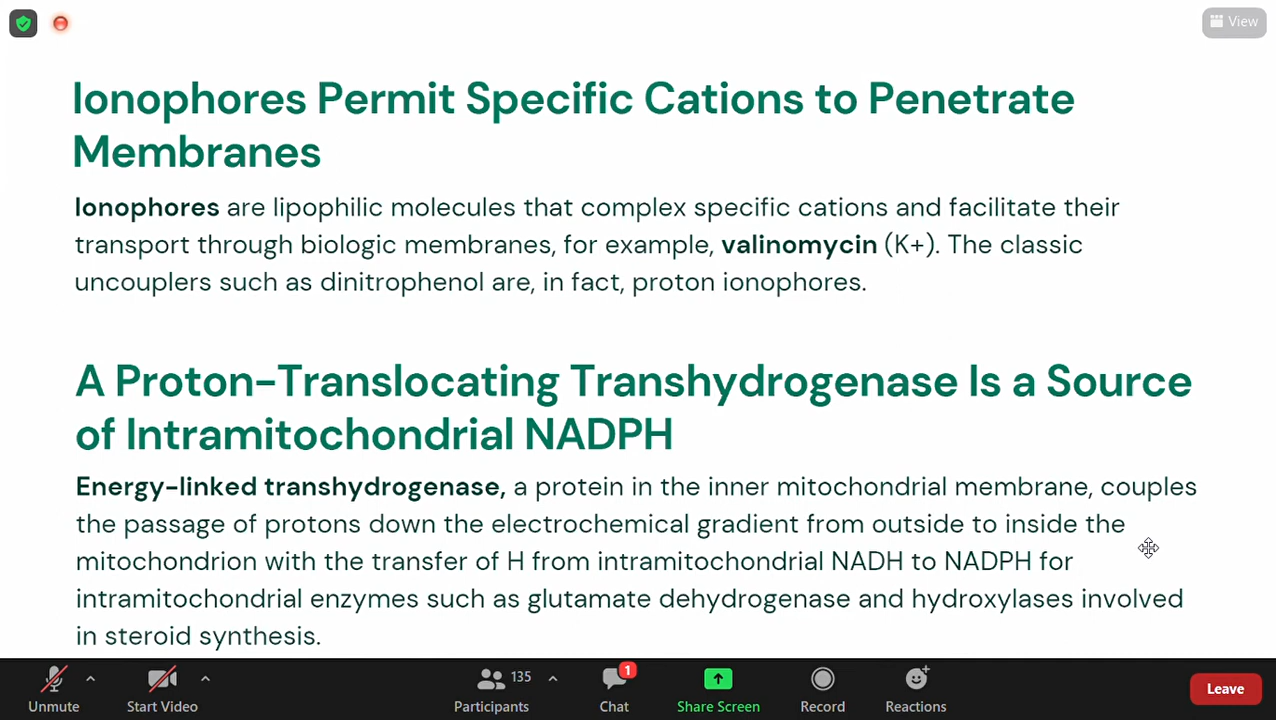 View
Ionophores Permit Specific Cations to Penetrate
Membranes
Ionophores are lipophilic molecules that complex specific cations and facilitate their
transport through biologic membranes, for example, valinomycin (K+). The classic
uncouplers such as dinitrophenol are, in fact, proton ionophores.
A Proton-Translocating Transhydrogenase Is a Source
of Intramitochondrial NADPH
Energy-linked transhydrogenase, a protein in the inner mitochondrial membrane, couples
the passage of protons down the electrochemical gradient from outside to inside the
mitochondrion with the transfer of H from intramitochondrial NADH to NADPH for
intramitochondrial enzymes such as glutamate dehydrogenase and hydroxylases involved
in steroid synthesis.
Unmute
Start Video
Participants
135
Chat
1
Share Screen
Record
Reactions
Leave